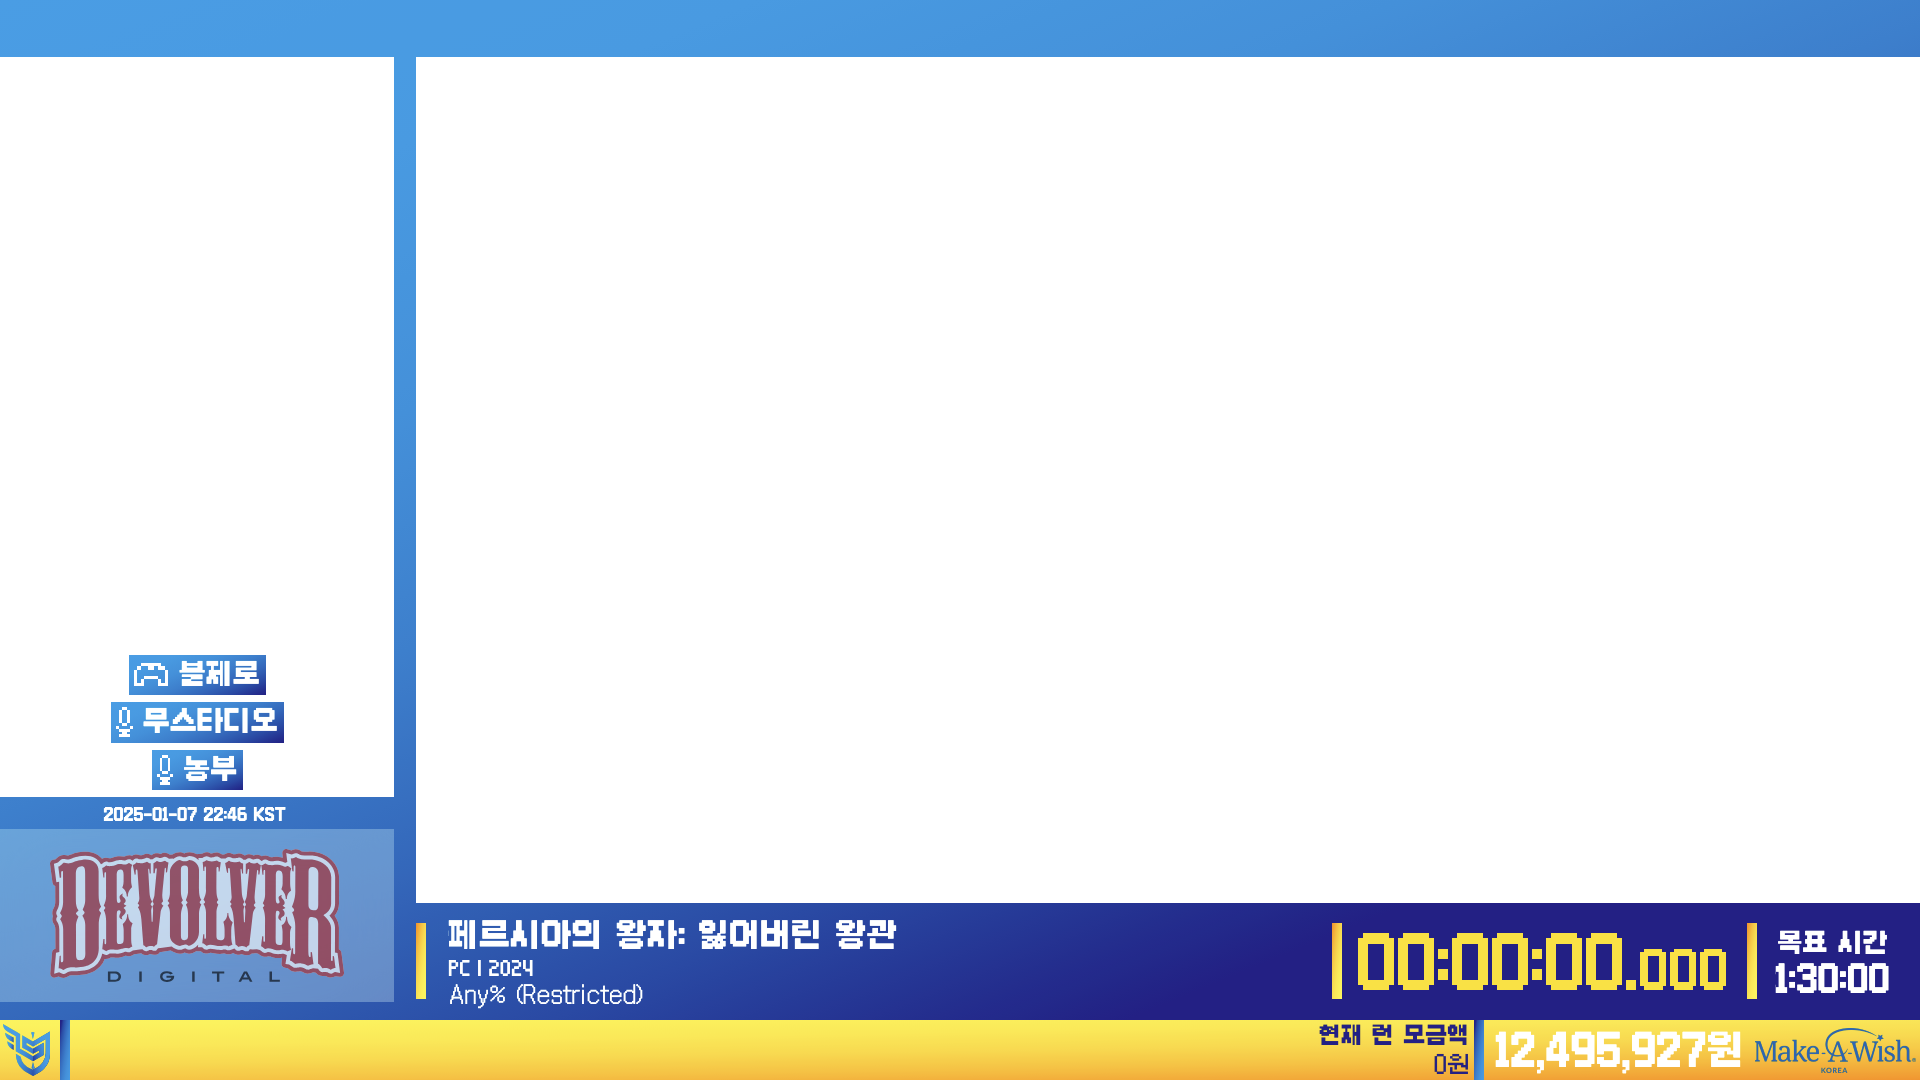 불제로
무스타디오
농부
2025-01-07 22:46 KST
DEVOLVER
DIGITAL
페르시아의 왕자: 잃어버린 왕관
PC | 2024
Any% (Restricted)
00:00:00.000
목표 시간
1:30:00
현재 런 모금액
0원
12,495,927원
Make-A-Wish.
KOREA